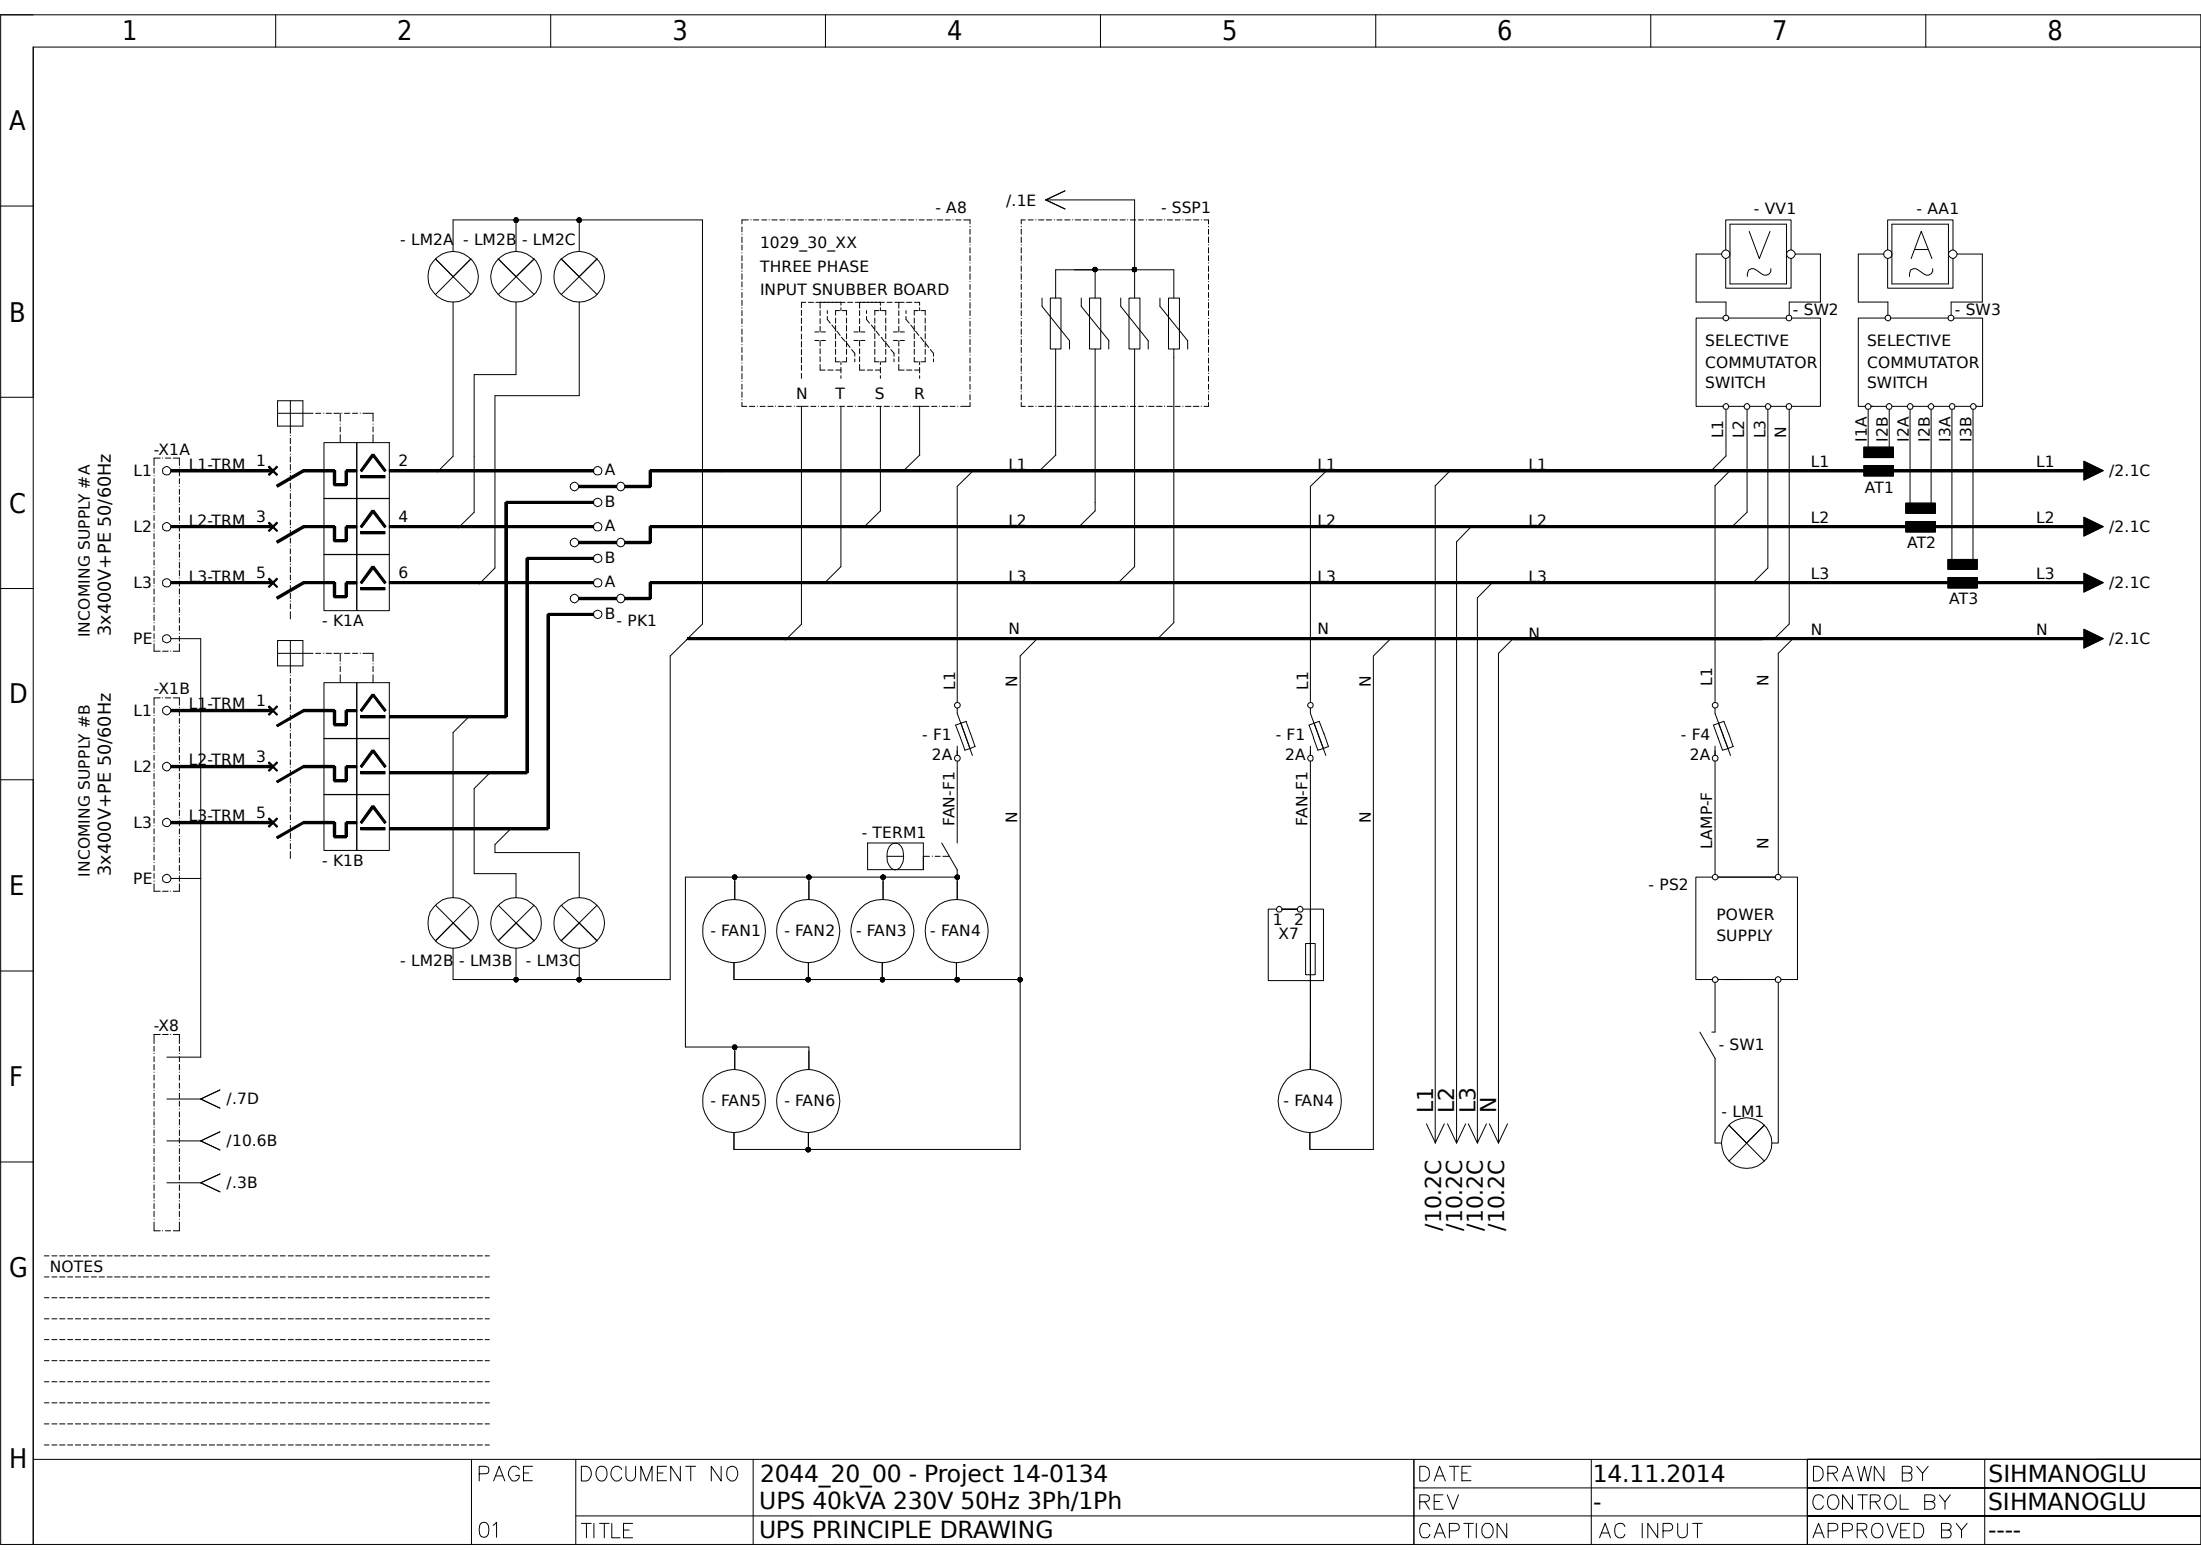 1 2 3 4 5 6 7 8
A
B
C
D
E
F
G
H
/.1E
- A8
- SSP1
- VV1
- AA1
- LM2A - LM2B - LM2C
1029_30_XX
THREE PHASE
INPUT SNUBBER BOARD
N T S R
V
A
- SW2
- SW3
SELECTIVE
COMMUTATOR
SWITCH
SELECTIVE
COMMUTATOR
SWITCH
L1 L2 L3 N
I1A I2B I2A I2B I3A I3B
INCOMING SUPPLY #A
3x400V+PE 50/60Hz
-X1A
L1 L1-TRM 1 2 A L1 L1 L1 L1 L1 /2.1C
B
AT1
L2 L2-TRM 3 4 A L2 L2 L2 L2 L2 /2.1C
B
AT2
L3 L3-TRM 5 6 A L3 L3 L3 L3 L3 /2.1C
B - PK1
AT3
- K1A
PE N N N N N /2.1C
INCOMING SUPPLY #B
3x400V+PE 50/60Hz
-X1B
L1 L1-TRM 1
L2 L2-TRM 3
L3 L3-TRM 5
- K1B
PE
L1 N L1 N L1 N
- F1
2A
- F1
2A
- F4
2A
FAN-F1 N FAN-F1 N LAMP-F N
- TERM1
- PS2
POWER
SUPPLY
- FAN1 - FAN2 - FAN3 - FAN4
1 2
X7
- LM2B - LM3B - LM3C
-X8
- SW1
- FAN5 - FAN6
- FAN4
L1 L2 L3 N
- LM1
/.7D
/10.6B
/.3B
/10.2C /10.2C /10.2C /10.2C
NOTES
PAGE DOCUMENT NO 2044_20_00 - Project 14-0134 DATE 14.11.2014 DRAWN BY SIHMANOGLU
UPS 40kVA 230V 50Hz 3Ph/1Ph REV - CONTROL BY SIHMANOGLU
01 TITLE UPS PRINCIPLE DRAWING CAPTION AC INPUT APPROVED BY ----